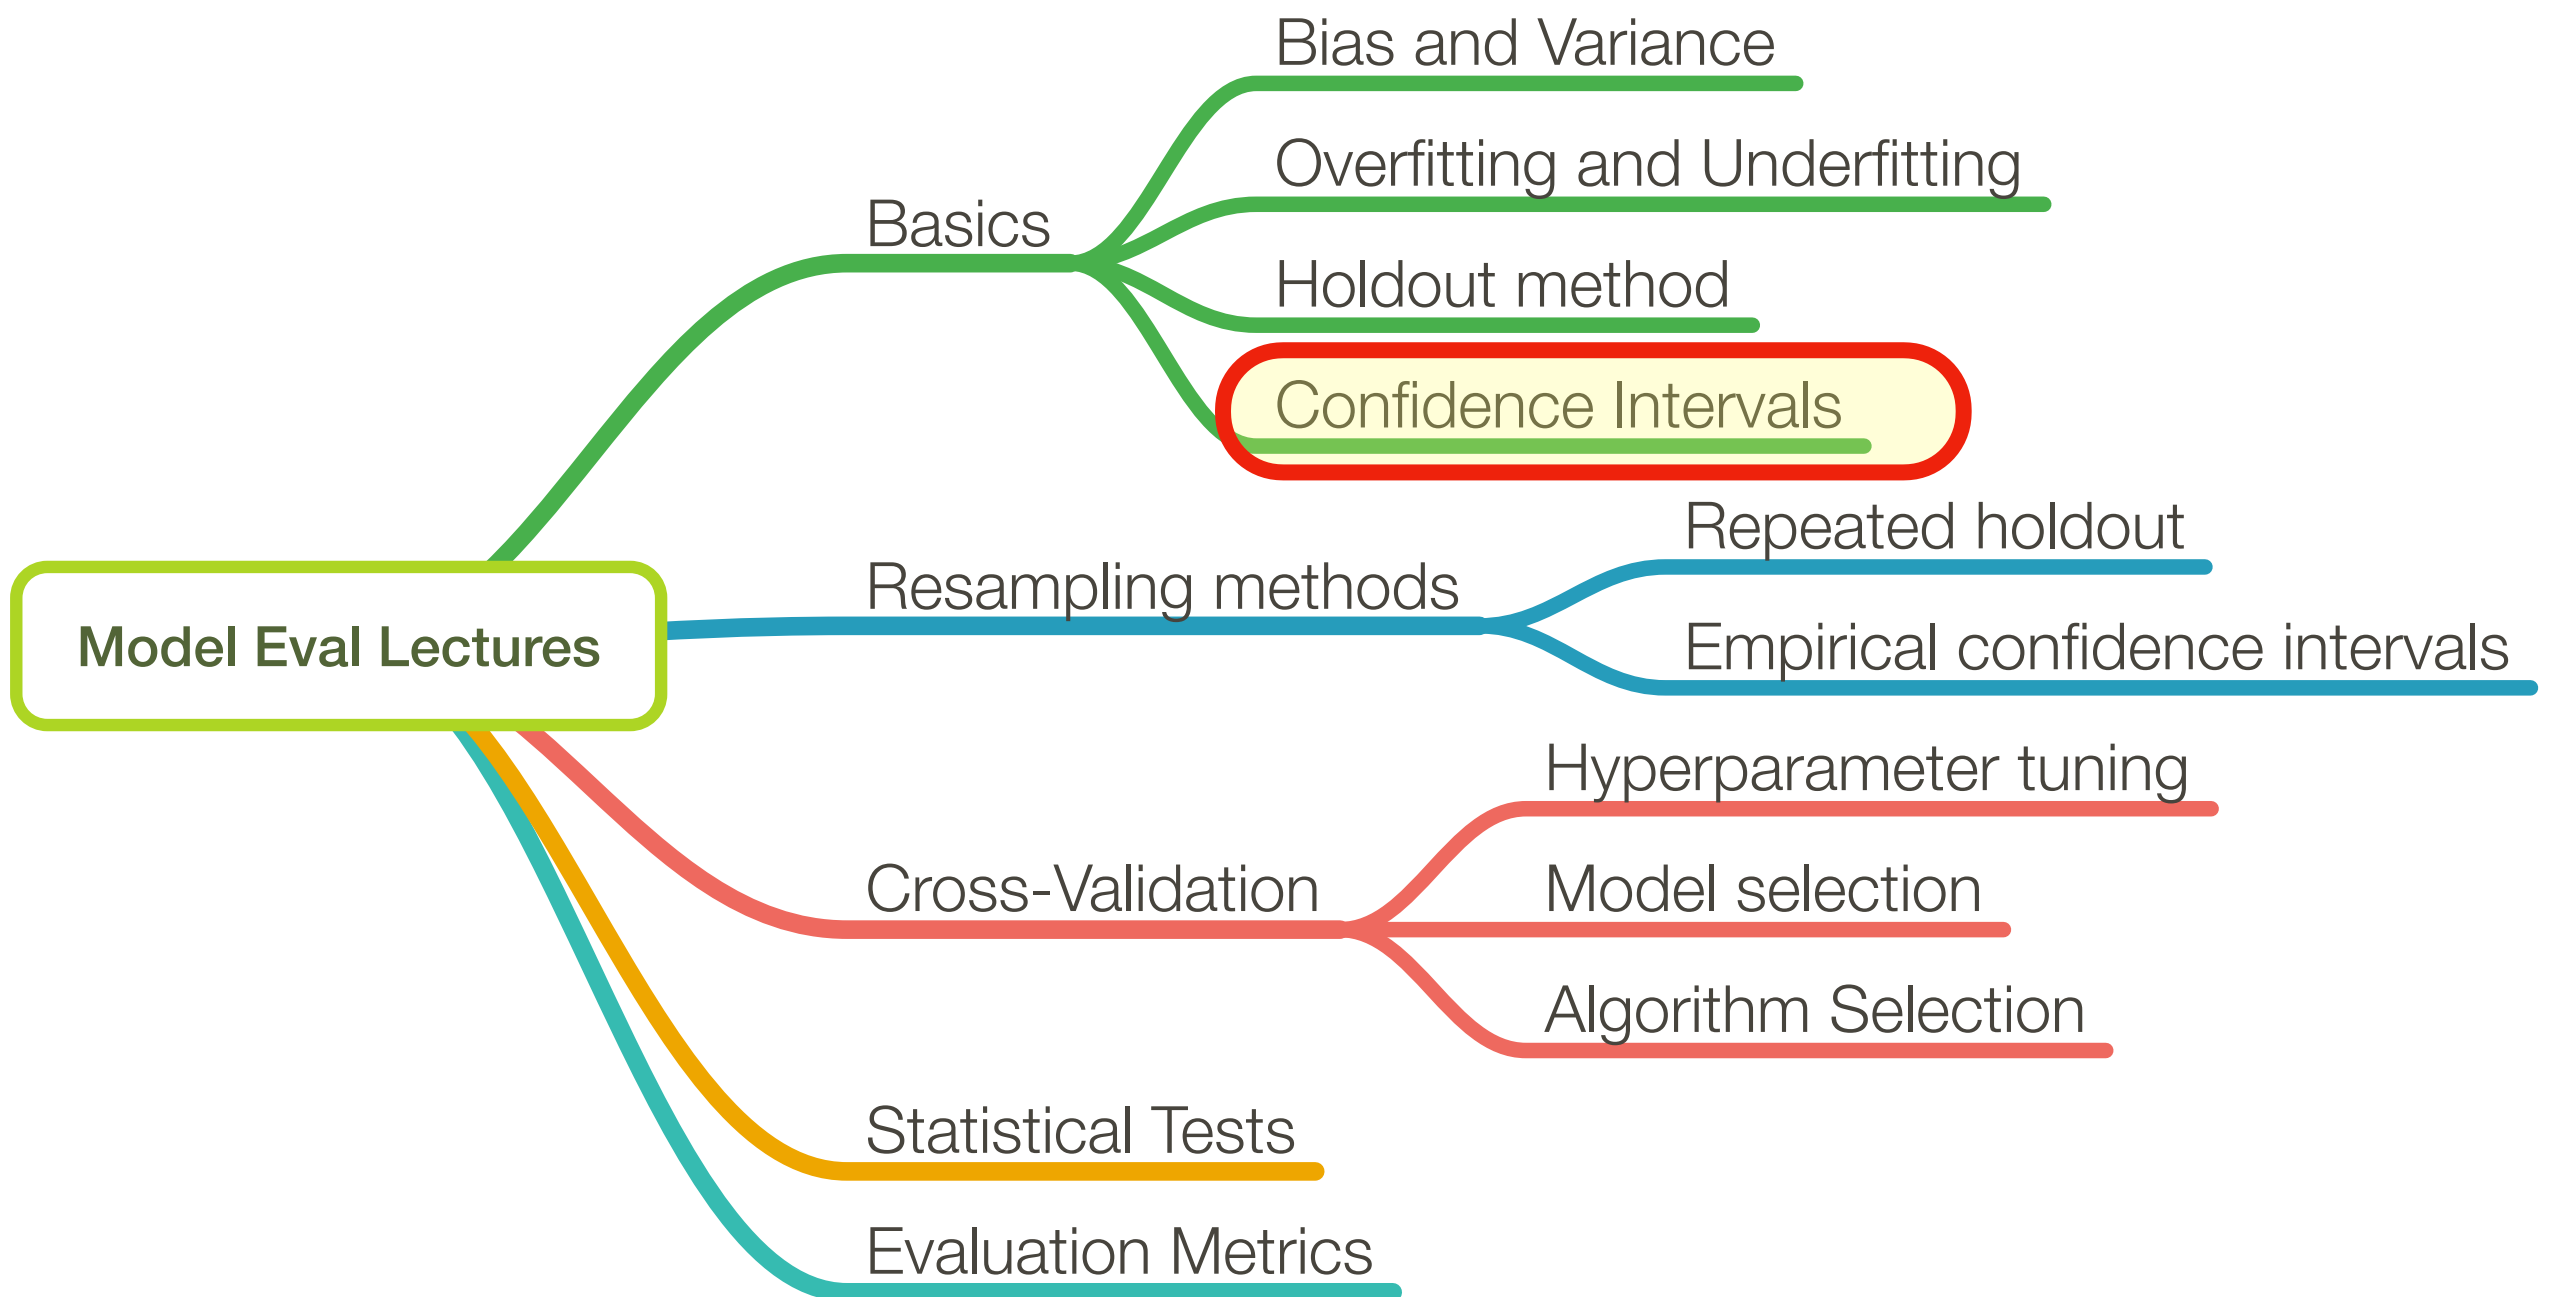 Bias and Variance
Overfitting and Underfitting
Basics
Holdout method
Confidence Intervals
Repeated holdout
Resampling methods
Empirical confidence intervals
Model Eval Lectures
Hyperparameter tuning
Cross-Validation
Model selection
Algorithm Selection
Statistical Tests
Evaluation Metrics